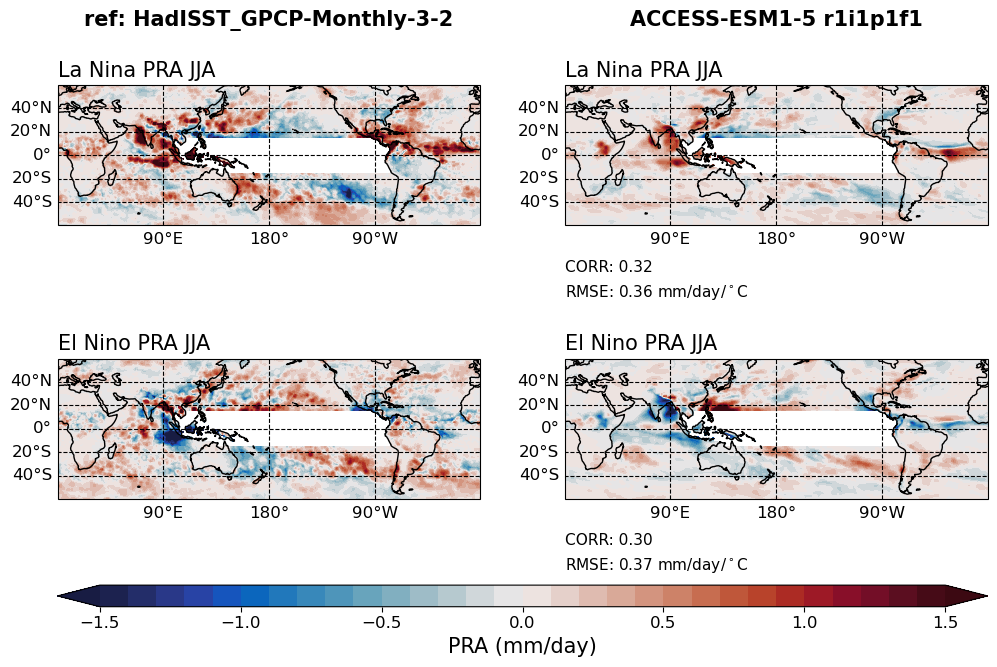 ref: HadISST_GPCP-Monthly-3-2
ACCESS-ESM1-5 r1i1p1f1
La Nina PRA JJA
La Nina PRA JJA
40°N
20°N
0°
20°S
40°S
90°E 180° 90°W
40°N
20°N
0°
20°S
40°S
90°E 180° 90°W
CORR: 0.32
RMSE: 0.36 mm/day/°C
El Nino PRA JJA
El Nino PRA JJA
40°N
20°N
0°
20°S
40°S
90°E 180° 90°W
40°N
20°N
0°
20°S
40°S
90°E 180° 90°W
CORR: 0.30
RMSE: 0.37 mm/day/°C
−1.5 −1.0 −0.5 0.0 0.5 1.0 1.5
PRA (mm/day)